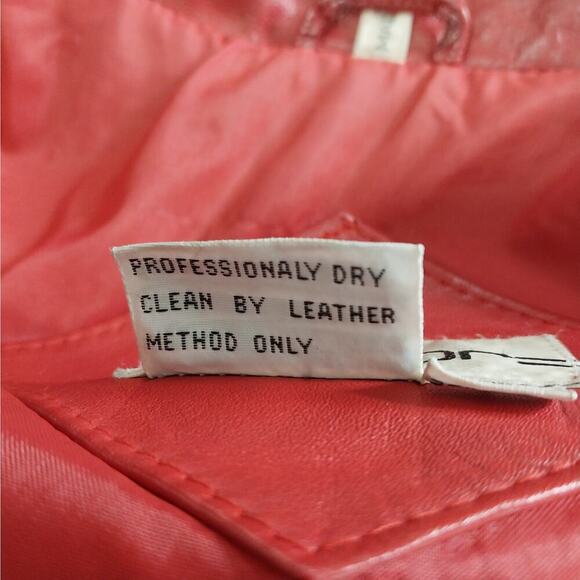 PROFESSIONALY DRY
CLEAN BY LEATHER
METHOD ONLY